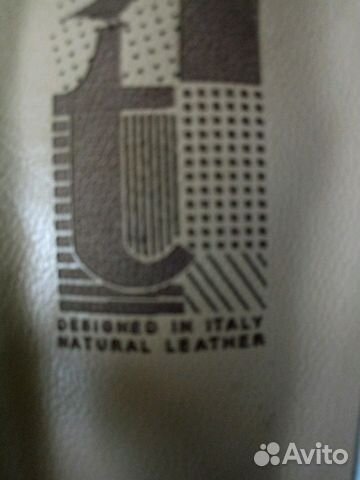 t
DESIGNED IN ITALY
NATURAL LEATHER
Avito